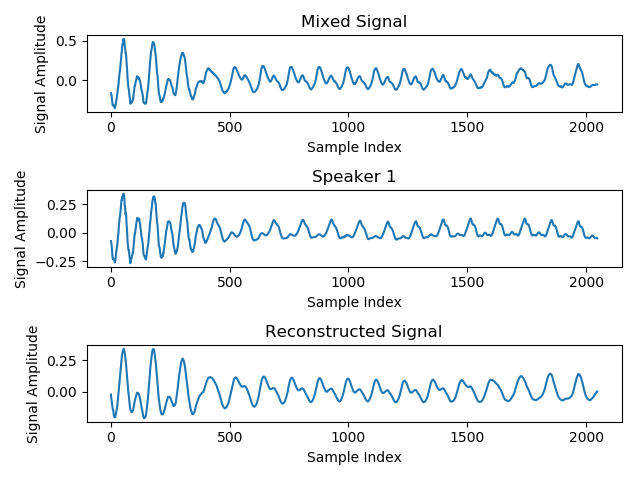 Mixed Signal
Signal Amplitude
0.5
0.0
0
500
1000
1500
2000
Sample Index
Speaker 1
Signal Amplitude
0.25
0.00
−0.25
0
500
1000
1500
2000
Sample Index
Reconstructed Signal
Signal Amplitude
0.25
0.00
0
500
1000
1500
2000
Sample Index